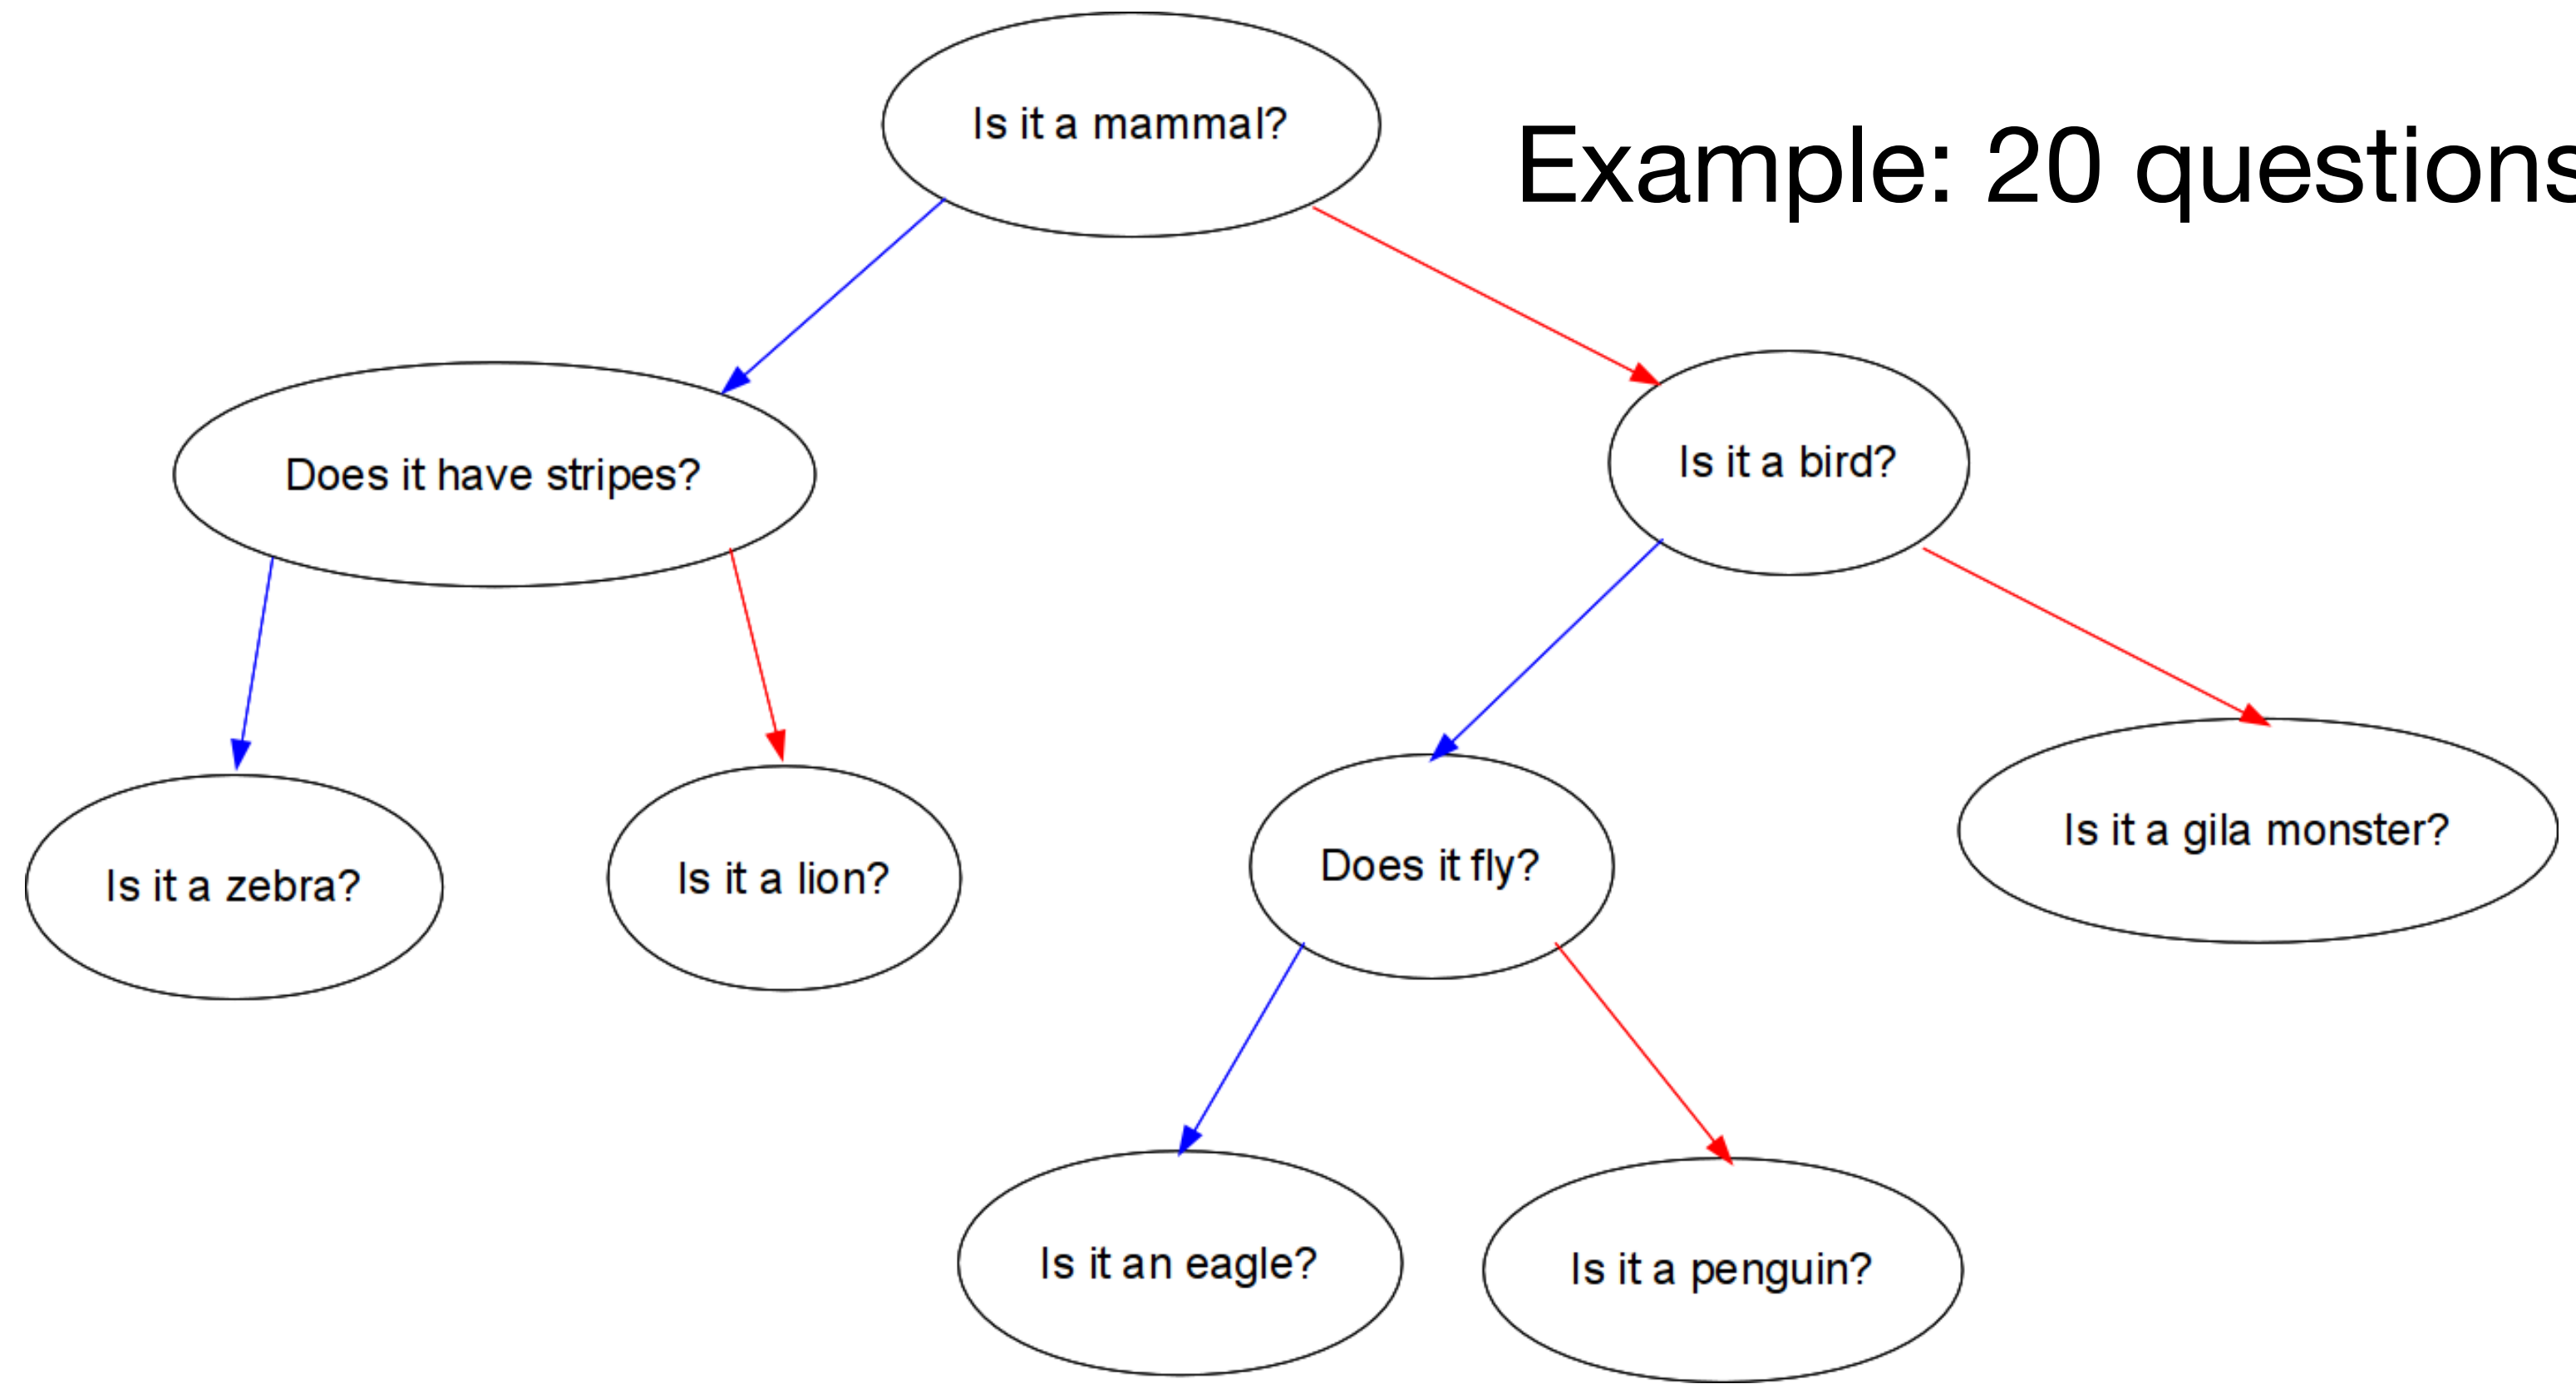 Is it a mammal?
Example: 20 questions
Does it have stripes?
Is it a bird?
Is it a zebra?
Is it a lion?
Does it fly?
Is it a gila monster?
Is it an eagle?
Is it a penguin?